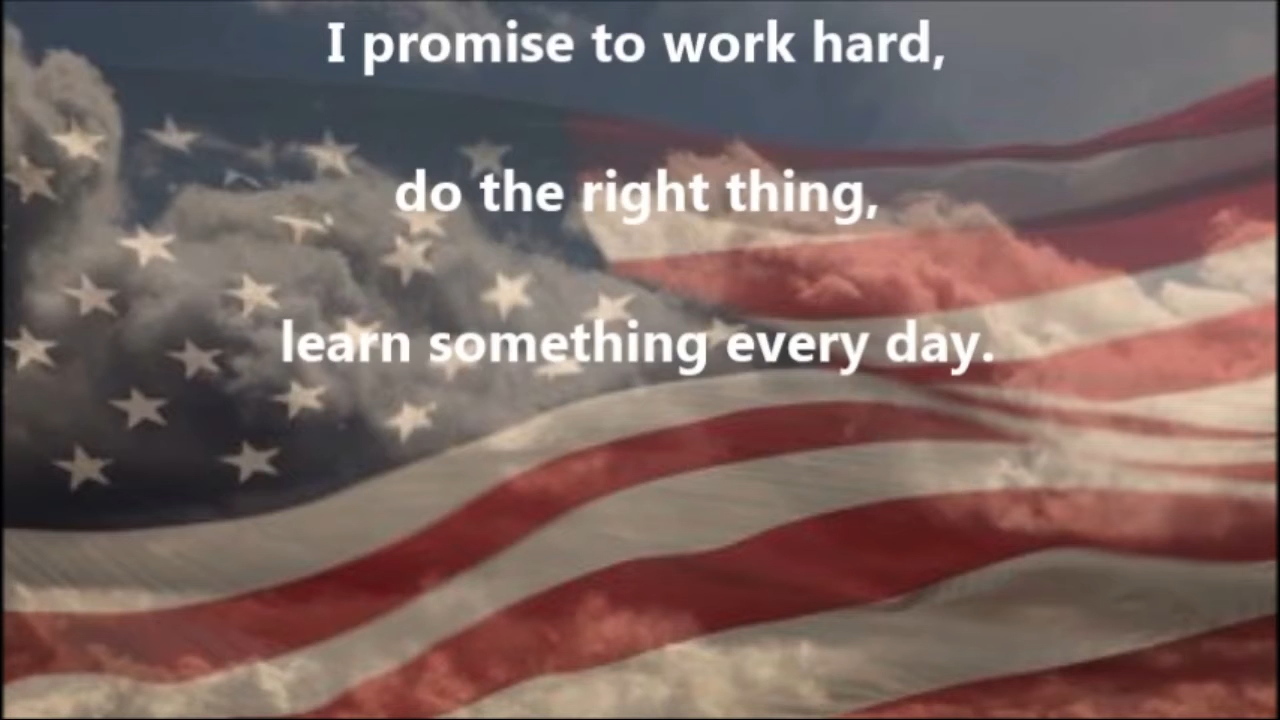 I promise to work hard,
do the right thing,
learn something every day.